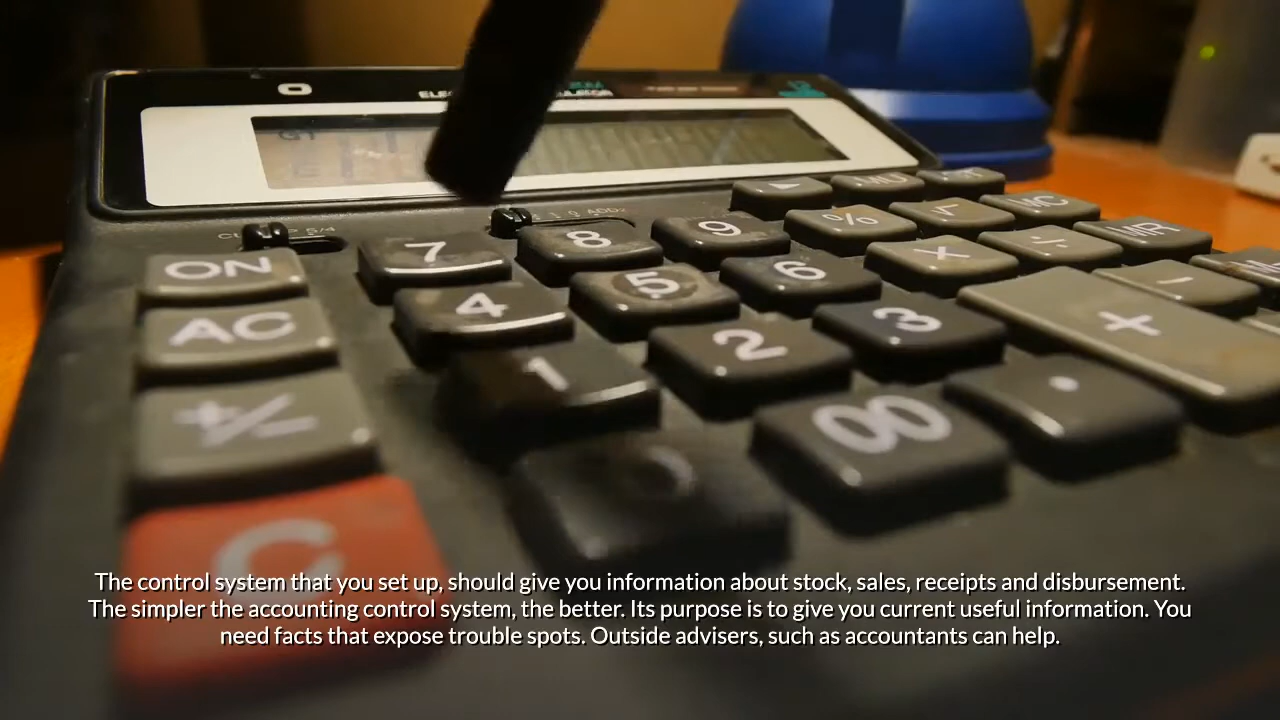 GT
ON
AC
+/-
C
7
8
9
%
√
MC
4
5
6
×
÷
MR
1
2
3
+
-
00
.
The control system that you set up, should give you information about stock, sales, receipts and disbursement.
The simpler the accounting control system, the better. Its purpose is to give you current useful information. You
need facts that expose trouble spots. Outside advisers, such as accountants can help.